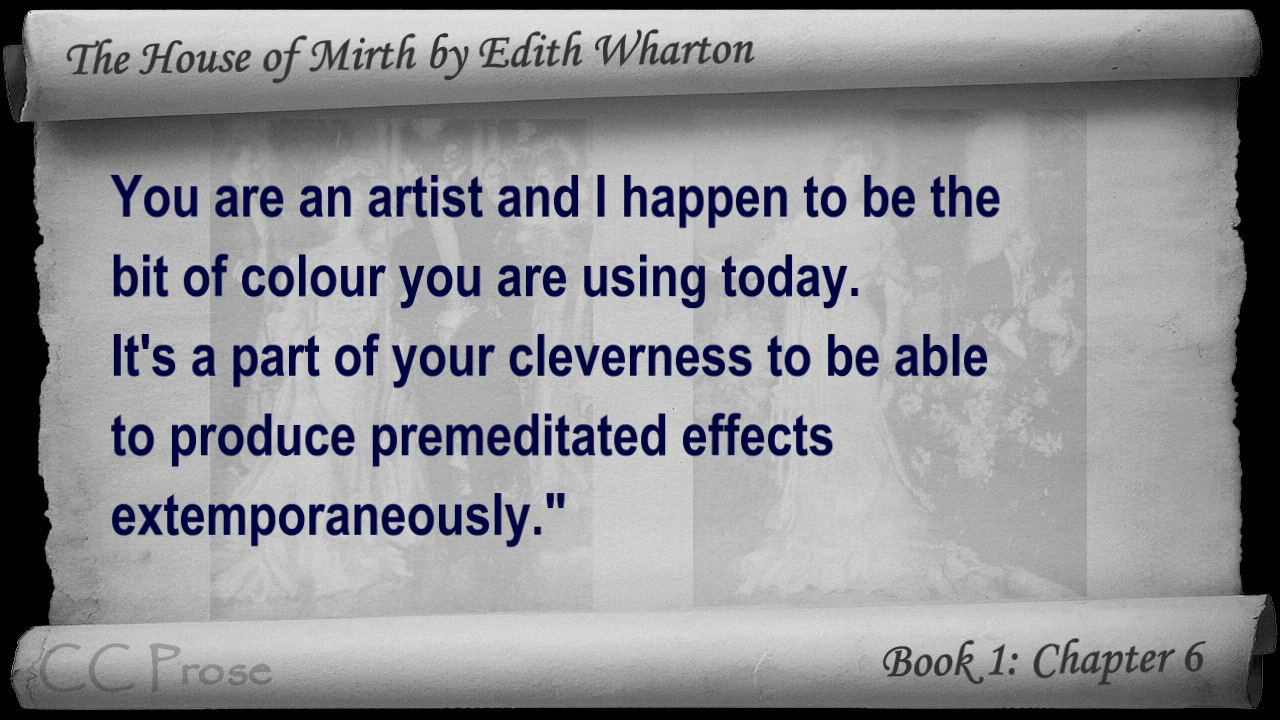 The House of Mirth by Edith Wharton
You are an artist and I happen to be the
bit of colour you are using today.
It's a part of your cleverness to be able
to produce premeditated effects
extemporaneously."
CC Prose
Book 1: Chapter 6